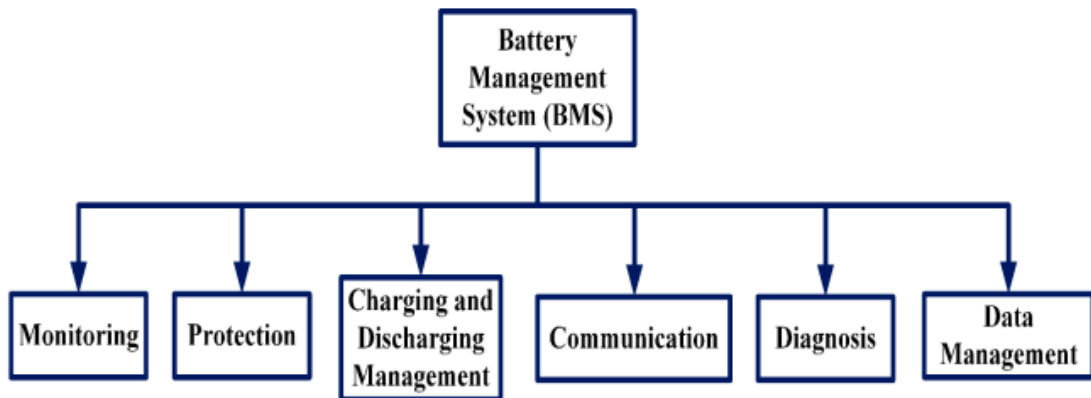 Battery
Management
System (BMS)
Monitoring
Protection
Charging and
Discharging
Management
Communication
Diagnosis
Data
Management